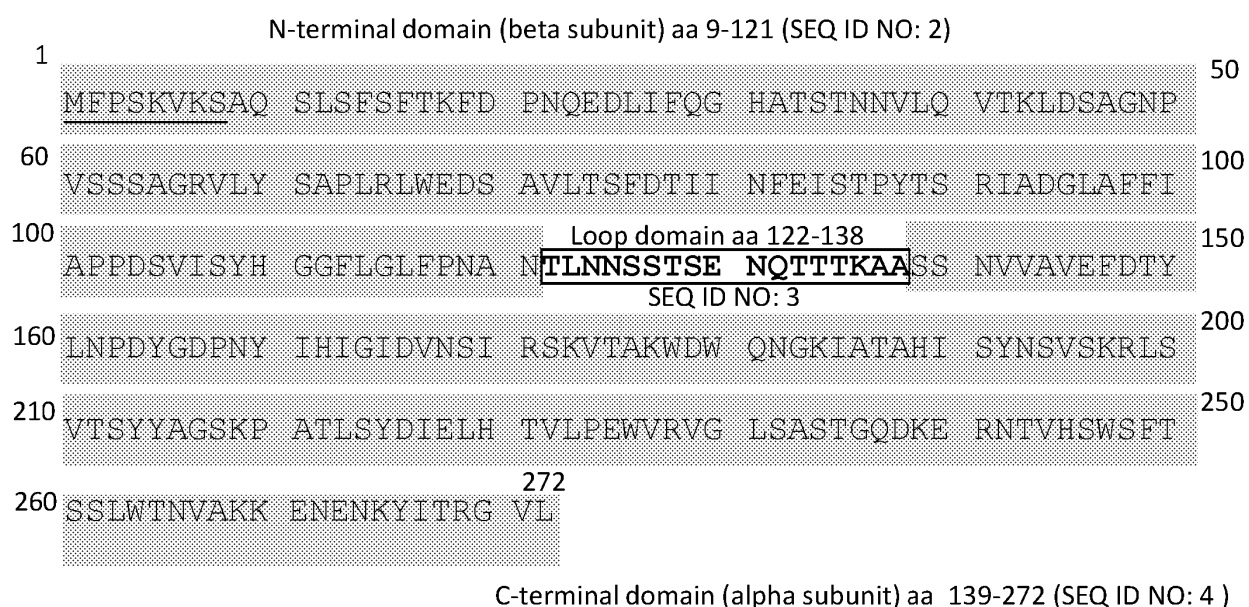 N-terminal domain (beta subunit) aa 9-121 (SEQ ID NO: 2)
1 50
MFPSKVKSAQ SLSFSFTKFD PNQEDLIFQG HATSTNNVLQ VTKLDSAGNP
60 100
VSSSAGRVLY SAPLRLWEDS AVLTSFDTII NFEISTPYTS RIADGLAFFI
100 Loop domain aa 122-138 150
APPDSVISYH GGFLGLFPNA NTLNNSSTSE NQTTTKAASS NVVAVEFDTY
SEQ ID NO: 3
160 200
LNPDYGDPNY IHIGIDVNSI RSKVTAKWDW QNGKIATAHI SYNSVSKRLS
210 250
VTSYYAGSKP ATLSYDIELH TVLPEWVRVG LSASTGQDKE RNTVHSWSFT
260 272
SSLWTNVAKK ENENKYITRG VL
C-terminal domain (alpha subunit) aa 139-272 (SEQ ID NO: 4 )